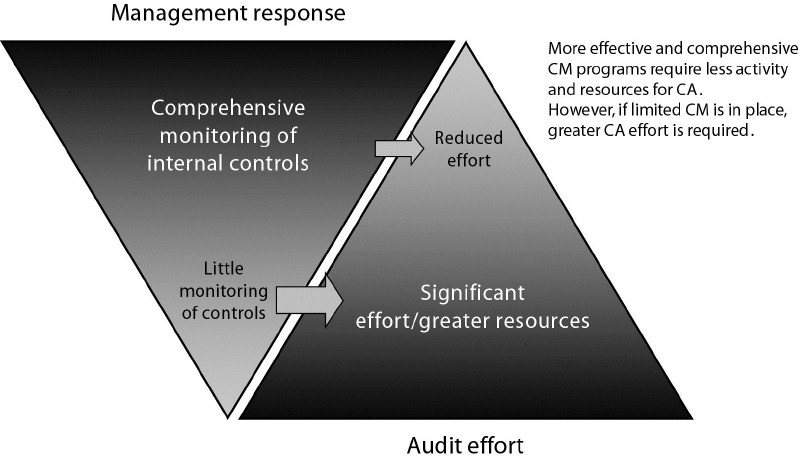 Management response
More effective and comprehensive
CM programs require less activity
and resources for CA.
However, if limited CM is in place,
greater CA effort is required.
Comprehensive
monitoring of
internal controls
Reduced
effort
Little
monitoring
of controls
Significant
effort/greater resources
Audit effort